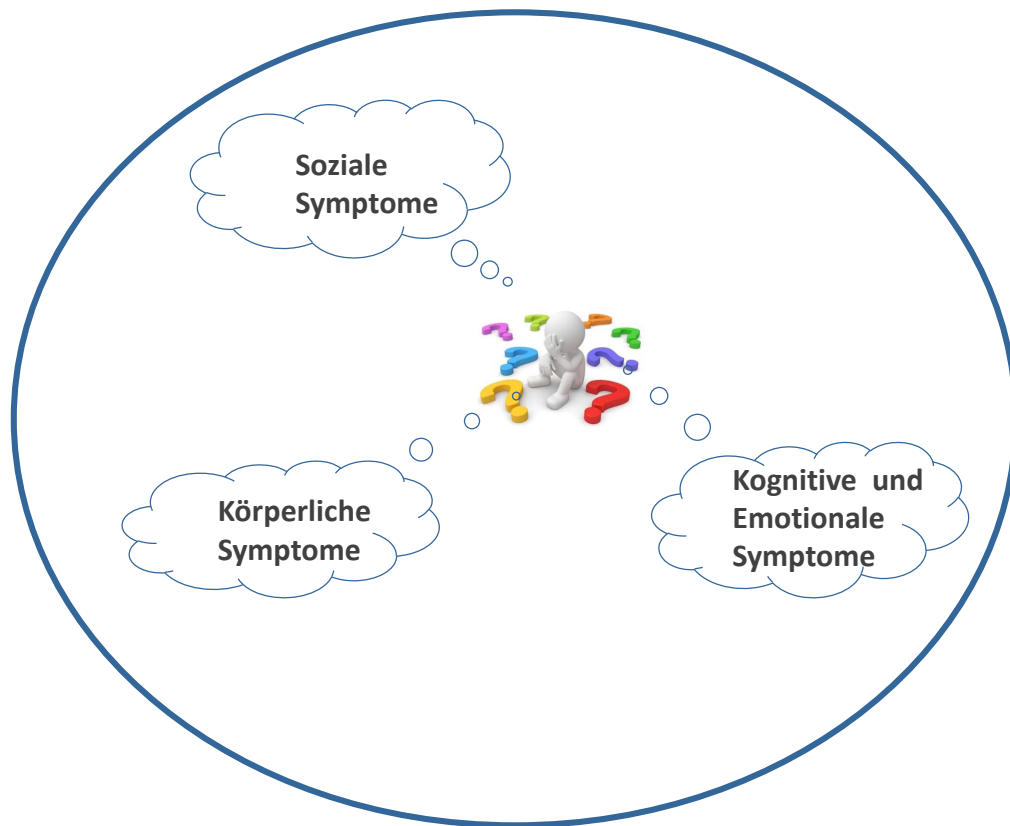 Soziale
Symptome
Körperliche
Symptome
Kognitive und
Emotionale
Symptome